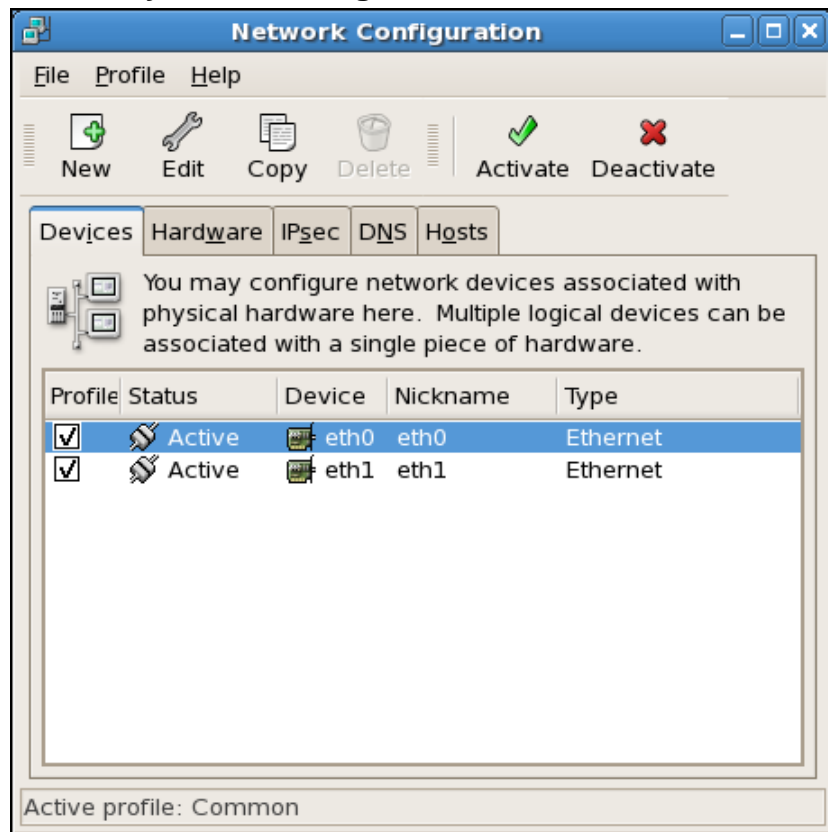 Network Configuration
File Profile Help
New Edit Copy Delete Activate Deactivate
Devices Hardware IPsec DNS Hosts
You may configure network devices associated with
physical hardware here. Multiple logical devices can be
associated with a single piece of hardware.
Profile Status Device Nickname Type
Active eth0 eth0 Ethernet
Active eth1 eth1 Ethernet
Active profile: Common